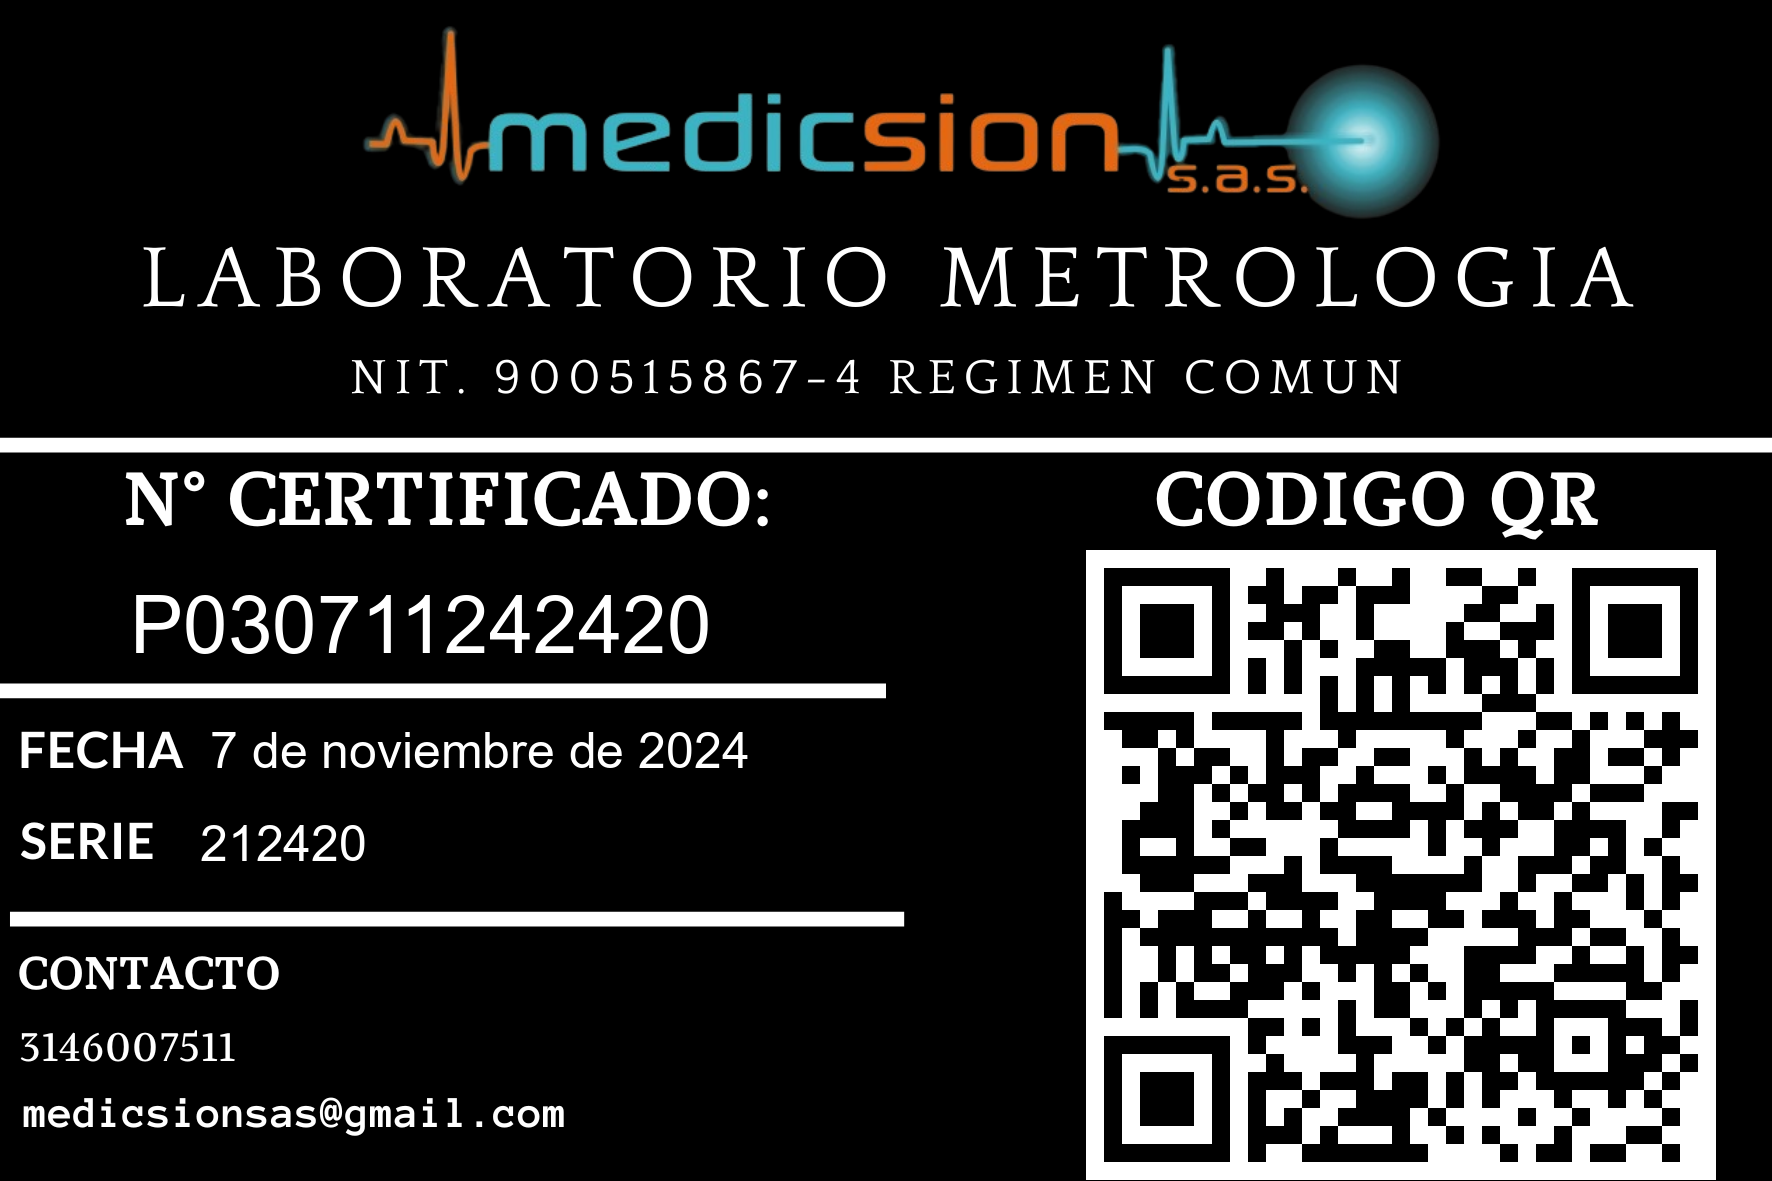 medicsion
s.a.s.
LABORATORIO METROLOGIA
NIT. 900515867-4 REGIMEN COMUN
N° CERTIFICADO:
P030711242420
FECHA 7 de noviembre de 2024
SERIE 212420
CONTACTO
3146007511
medicsionsas@gmail.com
CODIGO QR